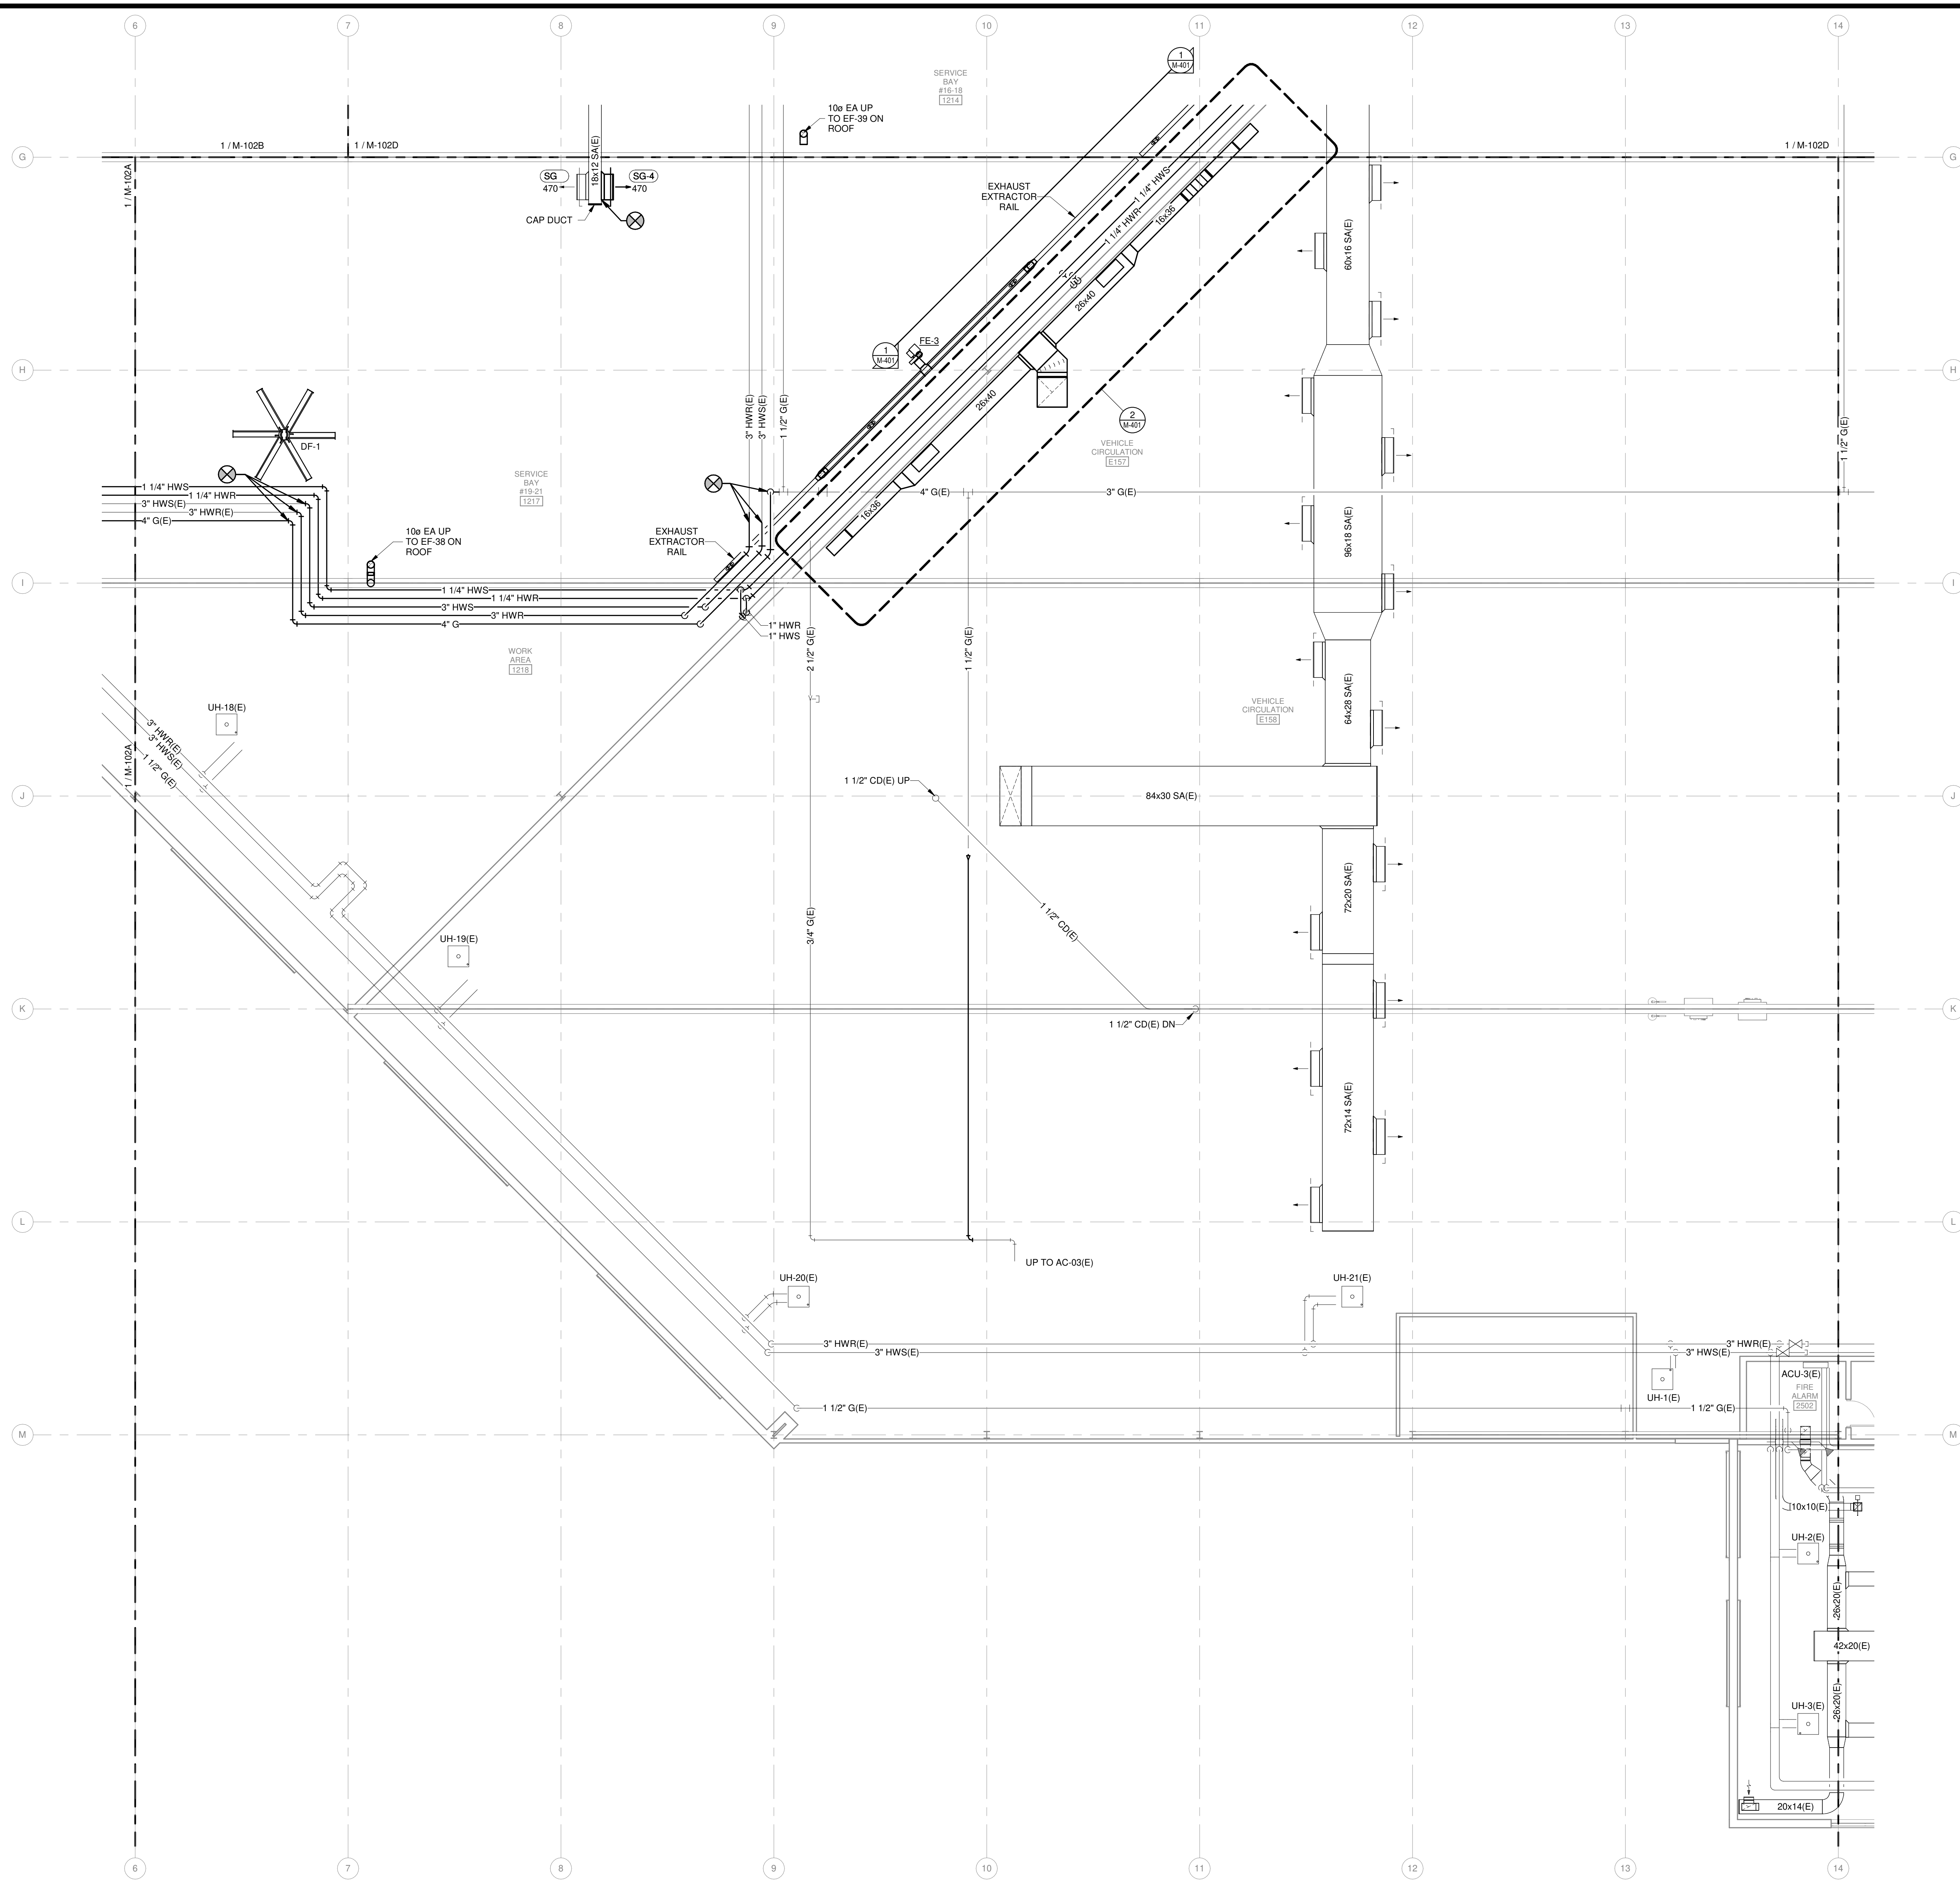 6
7
8
9
10
11
12
13
14
1
M-401
SERVICE
BAY
#16-18
1214
10ø EA UP
TO EF-39 ON
ROOF
1 / M-102B
1 / M-102D
1 / M-102D
G
G
1 / M-102A
18x12 SA(E)
SG
470
SG-4
470
CAP DUCT
EXHAUST
EXTRACTOR
RAIL
1 1/4" HWS
1 1/4" HWR
16x36
60x16 SA(E)
26x40
1
M-401
FE-3
H
H
26x40
3" HWR(E)
3" HWS(E)
1 1/2" G(E)
2
M-401
VEHICLE
CIRCULATION
E157
1 1/2" G(E)
DF-1
SERVICE
BAY
#19-21
1217
1 1/4" HWS
1 1/4" HWR
3" HWS(E)
3" HWR(E)
4" G(E)
4" G(E)
3" G(E)
16x36
96x18 SA(E)
10ø EA UP
TO EF-38 ON
ROOF
EXHAUST
EXTRACTOR
RAIL
I
I
1 1/4" HWS
1 1/4" HWR
3" HWS
3" HWR
4" G
1" HWR
1" HWS
2 1/2" G(E)
1 1/2" G(E)
WORK
AREA
1218
VEHICLE
CIRCULATION
E158
64x28 SA(E)
UH-18(E)
3" HWR(E)
3" HWS(E)
1 1/2" G(E)
1 / M-102A
1 1/2" CD(E) UP
84x30 SA(E)
J
J
72x20 SA(E)
3/4" G(E)
1 1/2" CD(E)
UH-19(E)
K
K
1 1/2" CD(E) DN
72x14 SA(E)
L
L
UP TO AC-03(E)
UH-20(E)
UH-21(E)
3" HWR(E)
3" HWS(E)
3" HWR(E)
3" HWS(E)
ACU-3(E)
FIRE
ALARM
2502
UH-1(E)
1 1/2" G(E)
1 1/2" G(E)
M
M
10x10(E)
UH-2(E)
26x20(E)
42x20(E)
26x20(E)
UH-3(E)
20x14(E)
6
7
8
9
10
11
12
13
14